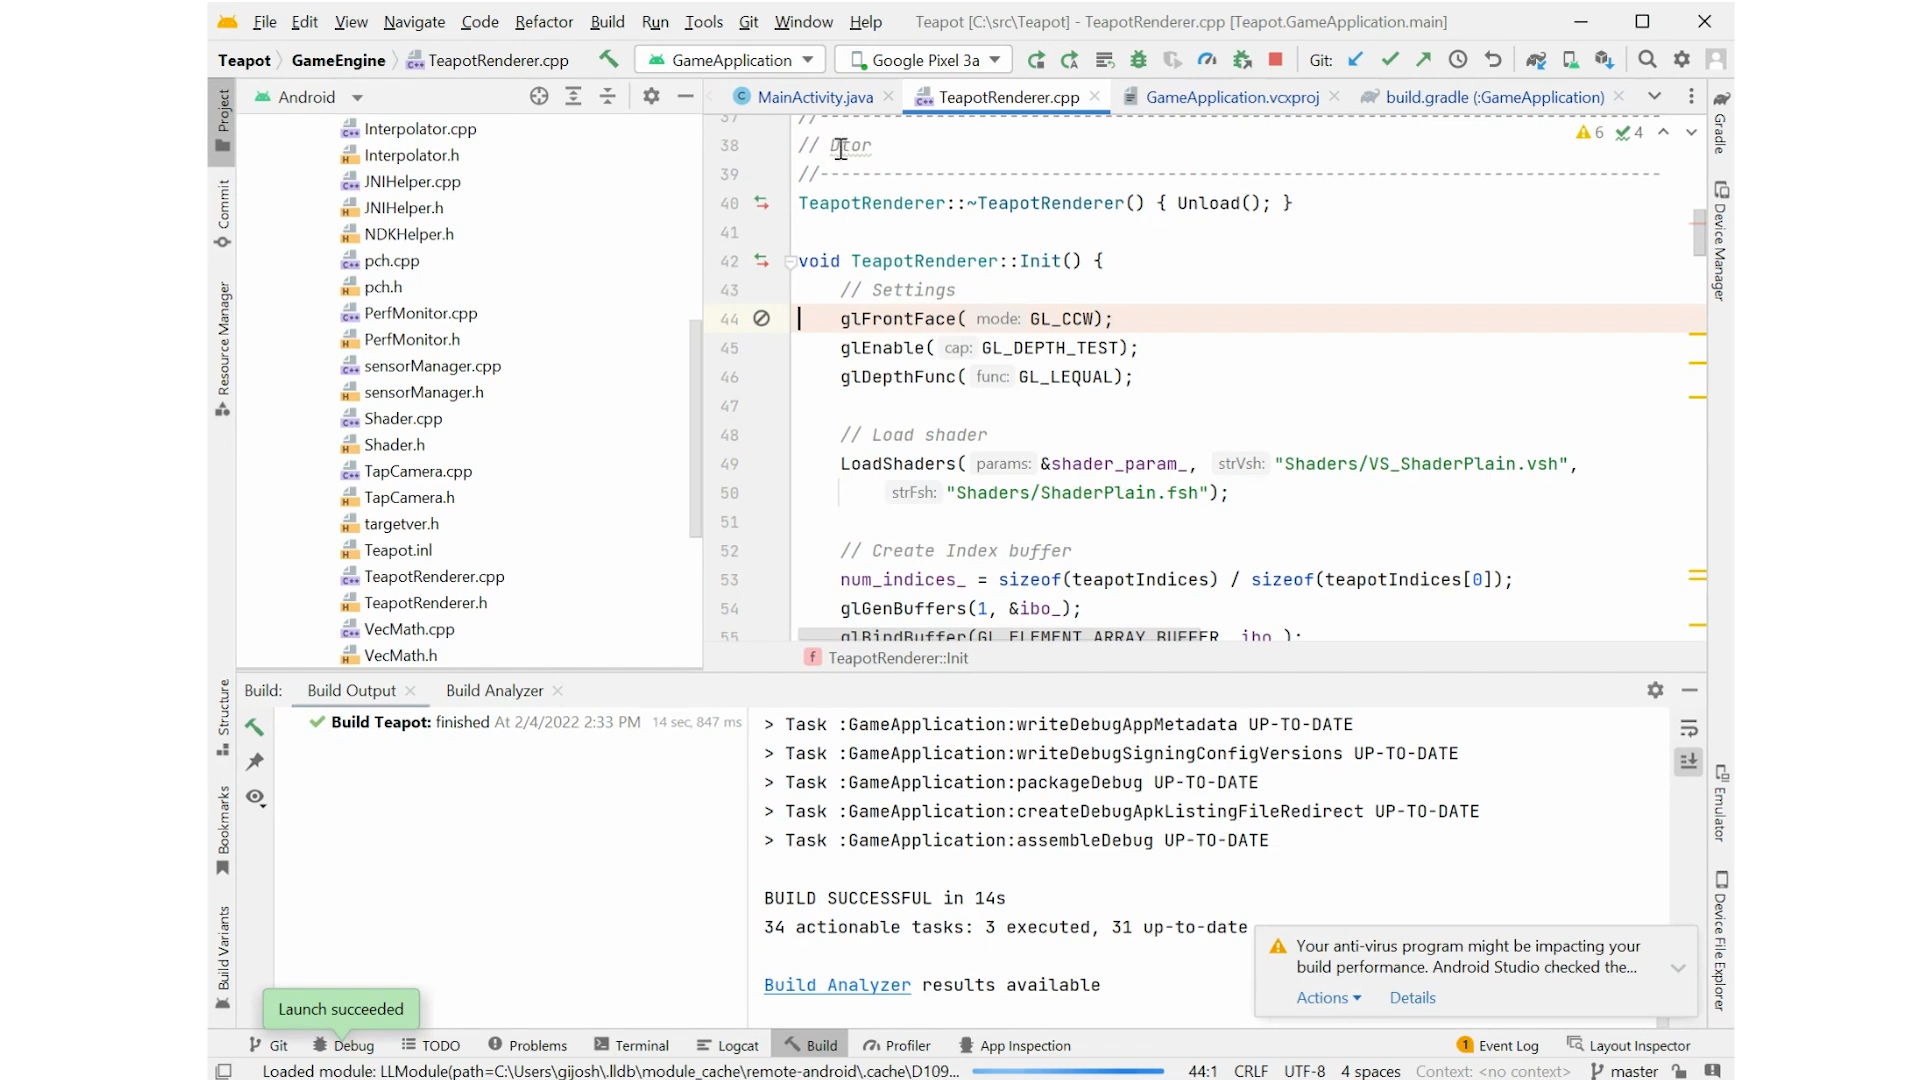 File Edit View Navigate Code Refactor Build Run Tools Git Window Help Teapot [C:\src\Teapot] - TeapotRenderer.cpp [Teapot.GameApplication.main]
Teapot GameEngine TeapotRenderer.cpp GameApplication Google Pixel 3a Git:
Project
Commit
Resource Manager
Structure
Bookmarks
Build Variants
Android
Interpolator.cpp
Interpolator.h
JNIHelper.cpp
JNIHelper.h
NDKHelper.h
pch.cpp
pch.h
PerfMonitor.cpp
PerfMonitor.h
sensorManager.cpp
sensorManager.h
Shader.cpp
Shader.h
TapCamera.cpp
TapCamera.h
targetver.h
Teapot.inl
TeapotRenderer.cpp
TeapotRenderer.h
VecMath.cpp
VecMath.h
MainActivity.java TeapotRenderer.cpp GameApplication.vcxproj build.gradle (:GameApplication)
6 4
37 //--------------------------------------------------------------------------------
38 // Dtor
39 //--------------------------------------------------------------------------------
40 TeapotRenderer::~TeapotRenderer() { Unload(); }
41
42 void TeapotRenderer::Init() {
43 // Settings
44 glFrontFace( mode: GL_CCW);
45 glEnable( cap: GL_DEPTH_TEST);
46 glDepthFunc( func: GL_LEQUAL);
47
48 // Load shader
49 LoadShaders( params: &shader_param_, strVsh: "Shaders/VS_ShaderPlain.vsh",
50 strFsh: "Shaders/ShaderPlain.fsh");
51
52 // Create Index buffer
53 num_indices_ = sizeof(teapotIndices) / sizeof(teapotIndices[0]);
54 glGenBuffers(1, &ibo_);
55 glBindBuffer(GL_ELEMENT_ARRAY_BUFFER, ibo_);
TeapotRenderer::Init
Gradle
Device Manager
Emulator
Device File Explorer
Build: Build Output Build Analyzer
Build Teapot: finished At 2/4/2022 2:33 PM 14 sec, 847 ms
> Task :GameApplication:writeDebugAppMetadata UP-TO-DATE
> Task :GameApplication:writeDebugSigningConfigVersions UP-TO-DATE
> Task :GameApplication:packageDebug UP-TO-DATE
> Task :GameApplication:createDebugApkListingFileRedirect UP-TO-DATE
> Task :GameApplication:assembleDebug UP-TO-DATE
BUILD SUCCESSFUL in 14s
34 actionable tasks: 3 executed, 31 up-to-date
Build Analyzer results available
Your anti-virus program might be impacting your
build performance. Android Studio checked the...
Actions Details
Launch succeeded
Git Debug TODO Problems Terminal Logcat Build Profiler App Inspection 1 Event Log Layout Inspector
Loaded module: LLModule(path=C:\Users\gijosh\.lldb\module_cache\remote-android\.cache\D109... 44:1 CRLF UTF-8 4 spaces Context: <no context> master